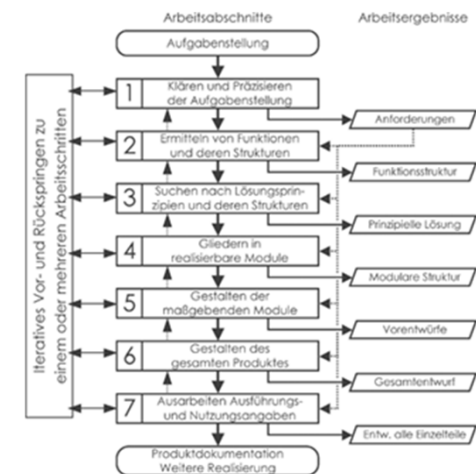 Arbeitsabschnitte
Arbeitsergebnisse
Aufgabenstellung
1
Klären und Präzisieren
der Aufgabenstellung
Anforderungen
2
Ermitteln von Funktionen
und deren Strukturen
Funktionsstruktur
3
Suchen nach Lösungsprin-
zipien und deren Strukturen
Prinzipielle Lösung
4
Gliedern in
realisierbare Module
Modulare Struktur
5
Gestalten der
maßgebenden Module
Vorentwürfe
6
Gestalten des
gesamten Produktes
Gesamtentwurf
7
Ausarbeiten Ausführungs-
und Nutzungsangaben
Entw. alle Einzelteile
Produktdokumentation
Weitere Realisierung
Iteratives Vor- und Rückspringen zu
einem oder mehreren Arbeitsschritten